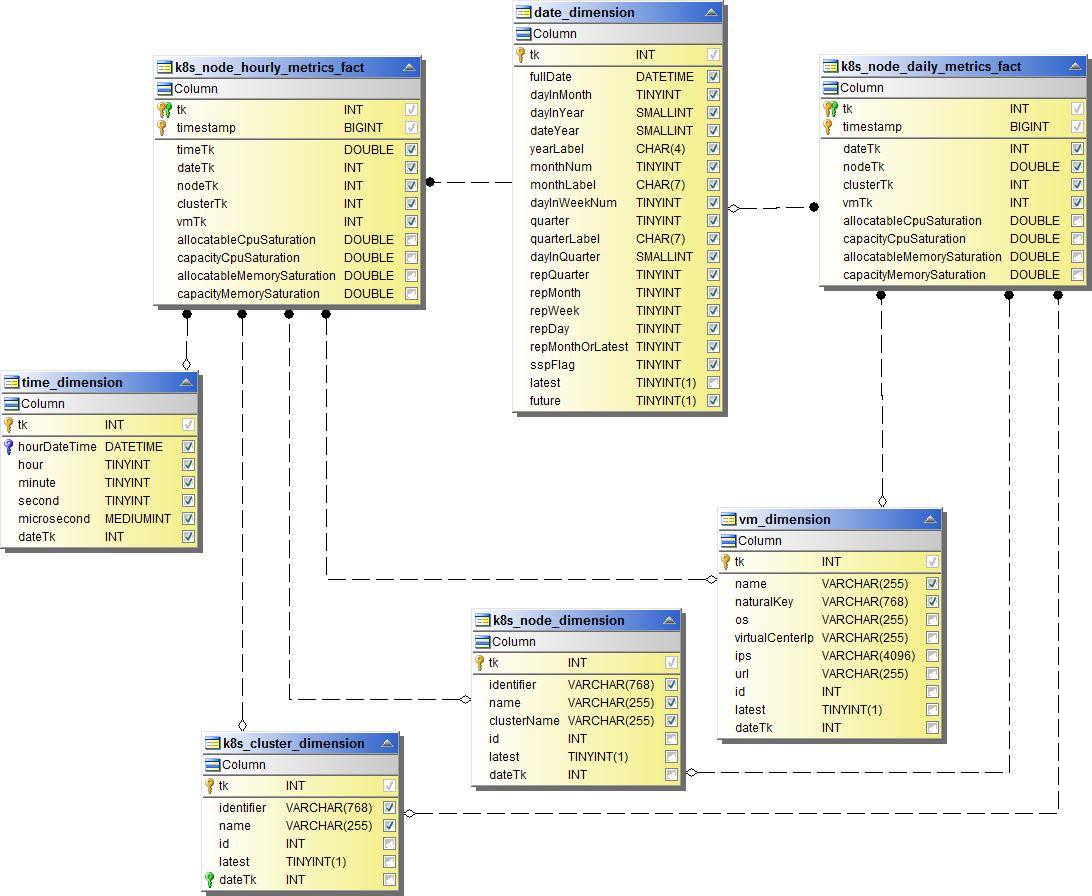 date_dimension
Column
tk INT
fullDate DATETIME
dayInMonth TINYINT
dayInYear SMALLINT
dateYear SMALLINT
yearLabel CHAR(4)
monthNum TINYINT
monthLabel CHAR(7)
dayInWeekNum TINYINT
quarter TINYINT
quarterLabel CHAR(7)
dayInQuarter SMALLINT
repQuarter TINYINT
repMonth TINYINT
repWeek TINYINT
repDay TINYINT
repMonthOrLatest TINYINT
sspFlag TINYINT
latest TINYINT(1)
future TINYINT(1)
k8s_node_hourly_metrics_fact
Column
tk INT
timestamp BIGINT
timeTk DOUBLE
dateTk INT
nodeTk INT
clusterTk INT
vmTk INT
allocatableCpuSaturation DOUBLE
capacityCpuSaturation DOUBLE
allocatableMemorySaturation DOUBLE
capacityMemorySaturation DOUBLE
k8s_node_daily_metrics_fact
Column
tk INT
timestamp BIGINT
dateTk INT
nodeTk DOUBLE
clusterTk INT
vmTk INT
allocatableCpuSaturation DOUBLE
capacityCpuSaturation DOUBLE
allocatableMemorySaturation DOUBLE
capacityMemorySaturation DOUBLE
time_dimension
Column
tk INT
hourDateTime DATETIME
hour TINYINT
minute TINYINT
second TINYINT
microsecond MEDIUMINT
dateTk INT
vm_dimension
Column
tk INT
name VARCHAR(255)
naturalKey VARCHAR(768)
os VARCHAR(255)
virtualCenterIp VARCHAR(255)
ips VARCHAR(4096)
url VARCHAR(255)
id INT
latest TINYINT(1)
dateTk INT
k8s_node_dimension
Column
tk INT
identifier VARCHAR(768)
name VARCHAR(255)
clusterName VARCHAR(255)
id INT
latest TINYINT(1)
dateTk INT
k8s_cluster_dimension
Column
tk INT
identifier VARCHAR(768)
name VARCHAR(255)
id INT
latest TINYINT(1)
dateTk INT